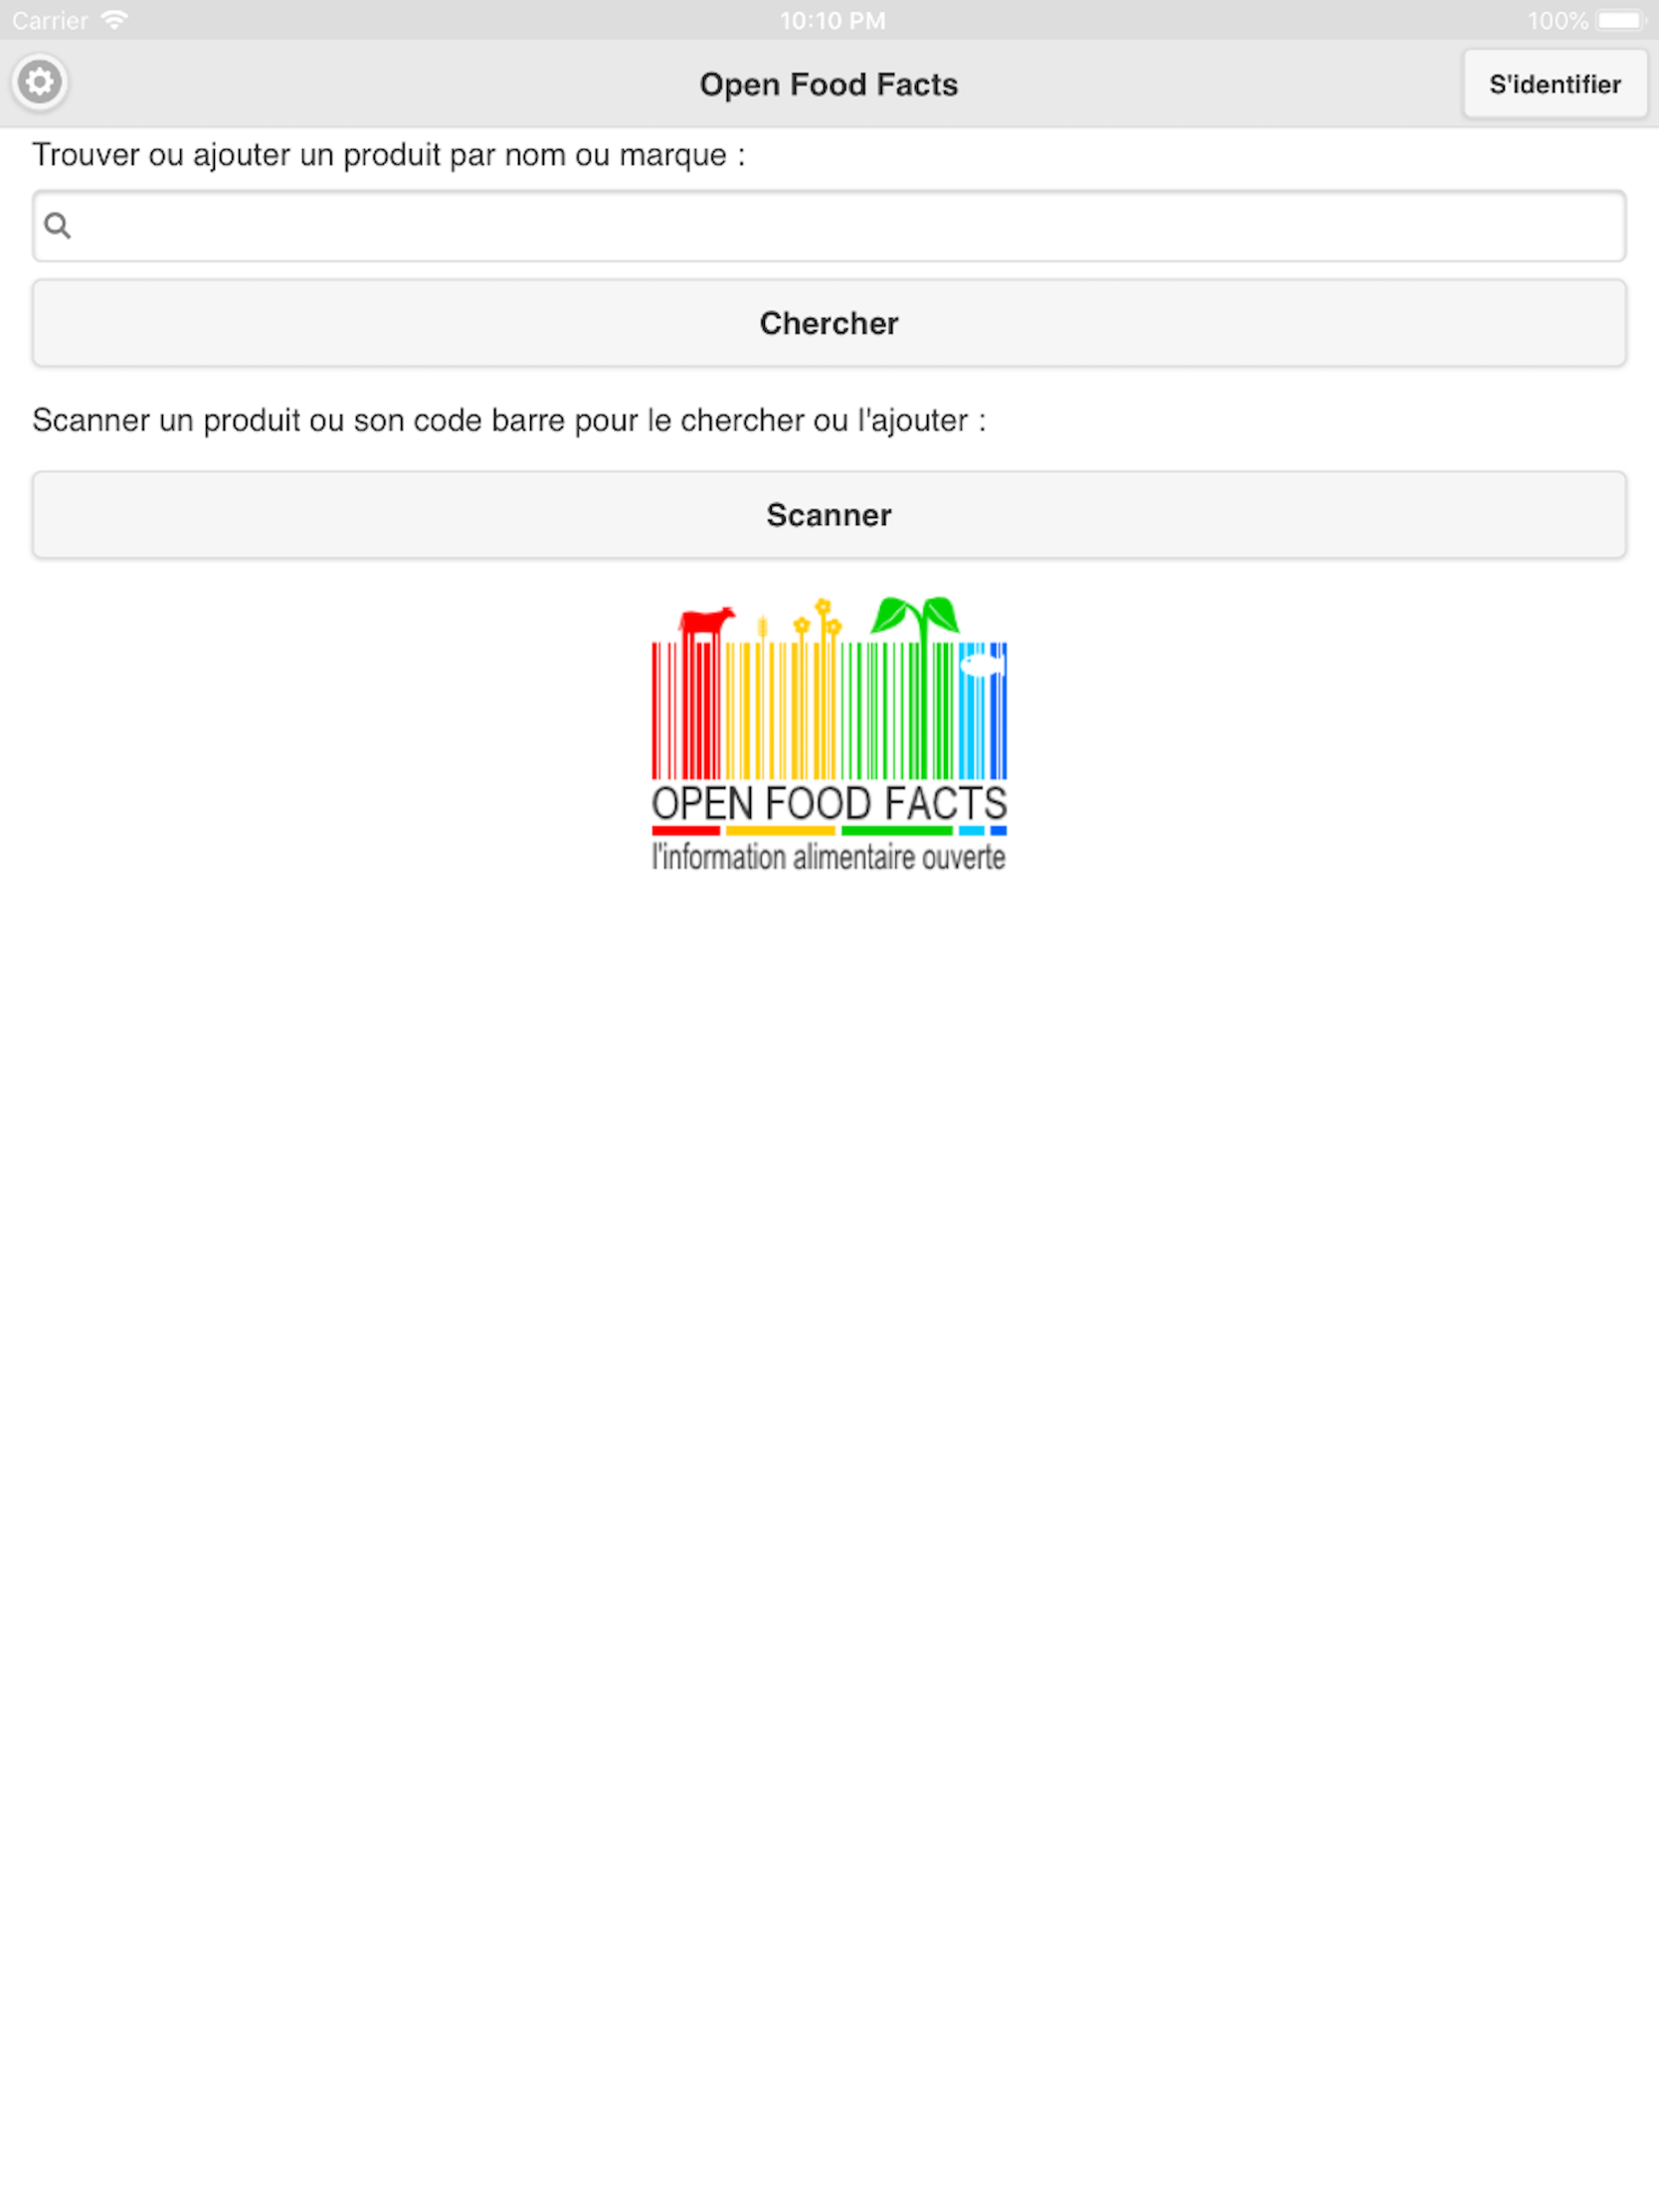 Carrier 10:10 PM 100%
Open Food Facts
S'identifier
Trouver ou ajouter un produit par nom ou marque :
Chercher
Scanner un produit ou son code barre pour le chercher ou l'ajouter :
Scanner
OPEN FOOD FACTS
l'information alimentaire ouverte